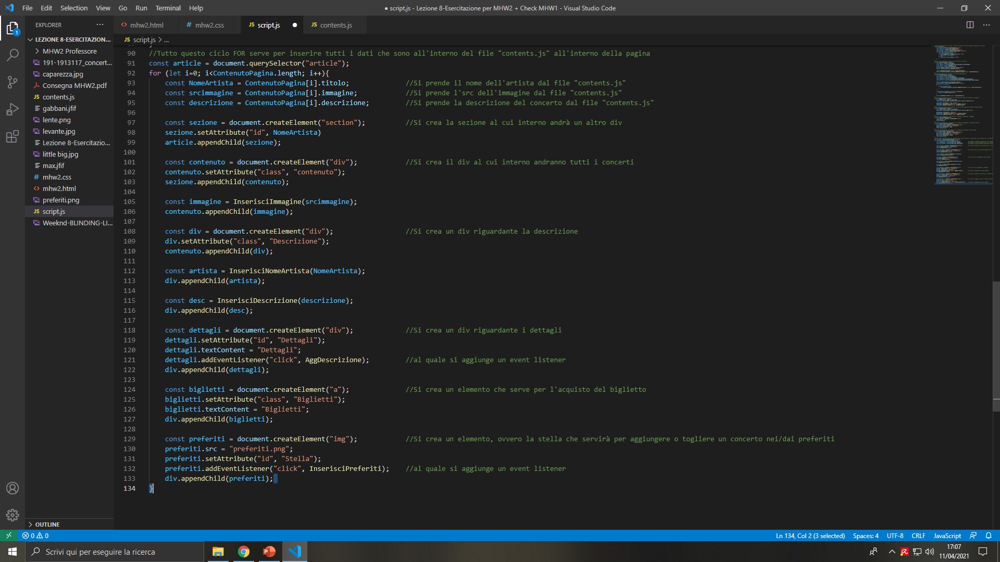 File Edit Selection View Go Run Terminal Help
● script.js - Lezione 8-Esercitazione per MHW2 + Check MHW1 - Visual Studio Code
EXPLORER
mhw2.html
mhw2.css
script.js
contents.js
LEZIONE 8-ESERCITAZION...
JS script.js > ...
MHW2 Professore
191-1913117_concert...
caparezza.jpg
Consegna MHW2.pdf
contents.js
gabbani.jfif
lente.png
levante.jpg
Lezione 8-Esercitazio...
little big.jpg
max.jfif
mhw2.css
mhw2.html
preferiti.png
script.js
Weeknd-BLINDING-LI...
OUTLINE
90 //Tutto questo ciclo FOR serve per inserire tutti i dati che sono all'interno del file "contents.js" all'interno della pagina
91 const article = document.querySelector("article");
92 for (let i=0; i<ContenutoPagina.length; i++){
93 const NomeArtista = ContenutoPagina[i].titolo; //Si prende il nome dell'artista dal file "contents.js"
94 const srcimmagine = ContenutoPagina[i].immagine; //Si prende l'src dell'immagine dal file "contents.js"
95 const descrizione = ContenutoPagina[i].descrizione; //Si prende la descrizione del concerto dal file "contents.js"
96
97 const sezione = document.createElement("section"); //Si crea la sezione al cui interno andrà un altro div
98 sezione.setAttribute("id", NomeArtista)
99 article.appendChild(sezione);
100
101 const contenuto = document.createElement("div"); //Si crea il div al cui interno andranno tutti i concerti
102 contenuto.setAttribute("class", "contenuto");
103 sezione.appendChild(contenuto);
104
105 const immagine = InserisciImmagine(srcimmagine);
106 contenuto.appendChild(immagine);
107
108 const div = document.createElement("div"); //Si crea un div riguardante la descrizione
109 div.setAttribute("class", "Descrizione");
110 contenuto.appendChild(div);
111
112 const artista = InserisciNomeArtista(NomeArtista);
113 div.appendChild(artista);
114
115 const desc = InserisciDescrizione(descrizione);
116 div.appendChild(desc);
117
118 const dettagli = document.createElement("div"); //Si crea un div riguardante i dettagli
119 dettagli.setAttribute("id", "Dettagli");
120 dettagli.textContent = "Dettagli";
121 dettagli.addEventListener("click", AggDescrizione); //al quale si aggiunge un event listener
122 div.appendChild(dettagli);
123
124 const biglietti = document.createElement("a"); //Si crea un elemento che serve per l'acquisto del biglietto
125 biglietti.setAttribute("class", "Biglietti");
126 biglietti.textContent = "Biglietti";
127 div.appendChild(biglietti);
128
129 const preferiti = document.createElement("img"); //Si crea un elemento, ovvero la stella che servirà per aggiungere o togliere un concerto nei/dai preferiti
130 preferiti.src = "preferiti.png";
131 preferiti.setAttribute("id", "Stella");
132 preferiti.addEventListener("click", InserisciPreferiti); //al quale si aggiunge un event listener
133 div.appendChild(preferiti);
134 }
0 0
Ln 134, Col 2 (3 selected) Spaces: 4 UTF-8 CRLF JavaScript
Scrivi qui per eseguire la ricerca
17:07
11/04/2021